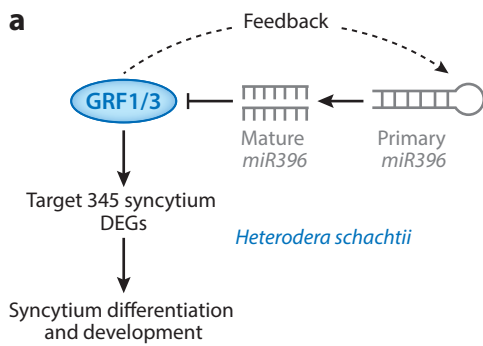 a
Feedback
GRF1/3
Mature
miR396
Primary
miR396
Target 345 syncytium
DEGs
Heterodera schachtii
Syncytium differentiation
and development